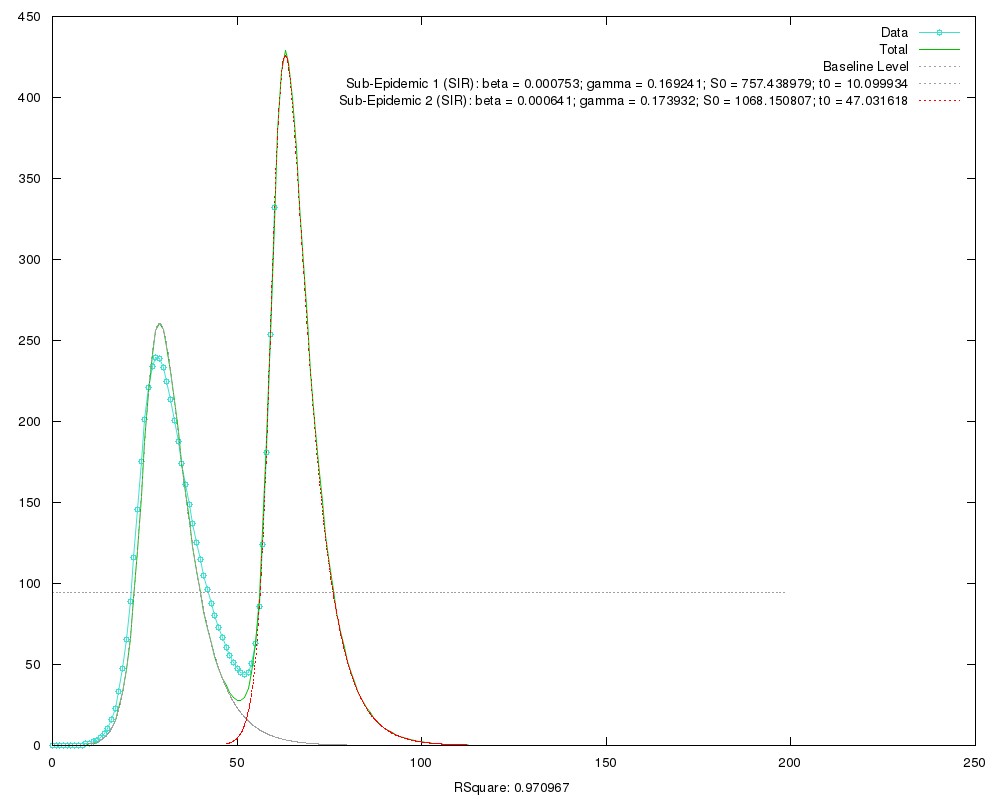 450
400
350
300
250
200
150
100
50
0
0 50 100 150 200 250
Data
Total
Baseline Level
Sub-Epidemic 1 (SIR): beta = 0.000753; gamma = 0.169241; S0 = 757.438979; t0 = 10.099934
Sub-Epidemic 2 (SIR): beta = 0.000641; gamma = 0.173932; S0 = 1068.150807; t0 = 47.031618
RSquare: 0.970967